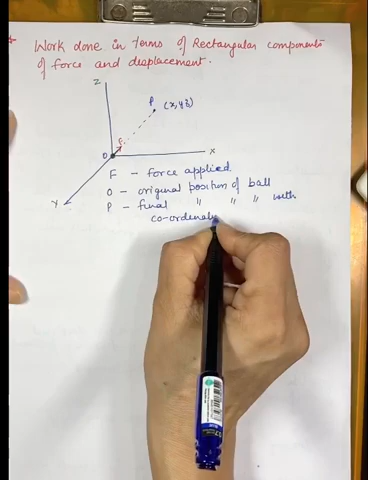 Work done in terms of Rectangular components
of force and displacement.
Z
P (x, y, z)
F
O
X
Y
F - force applied
O - original position of ball
P - final " " " with
co-ordenate